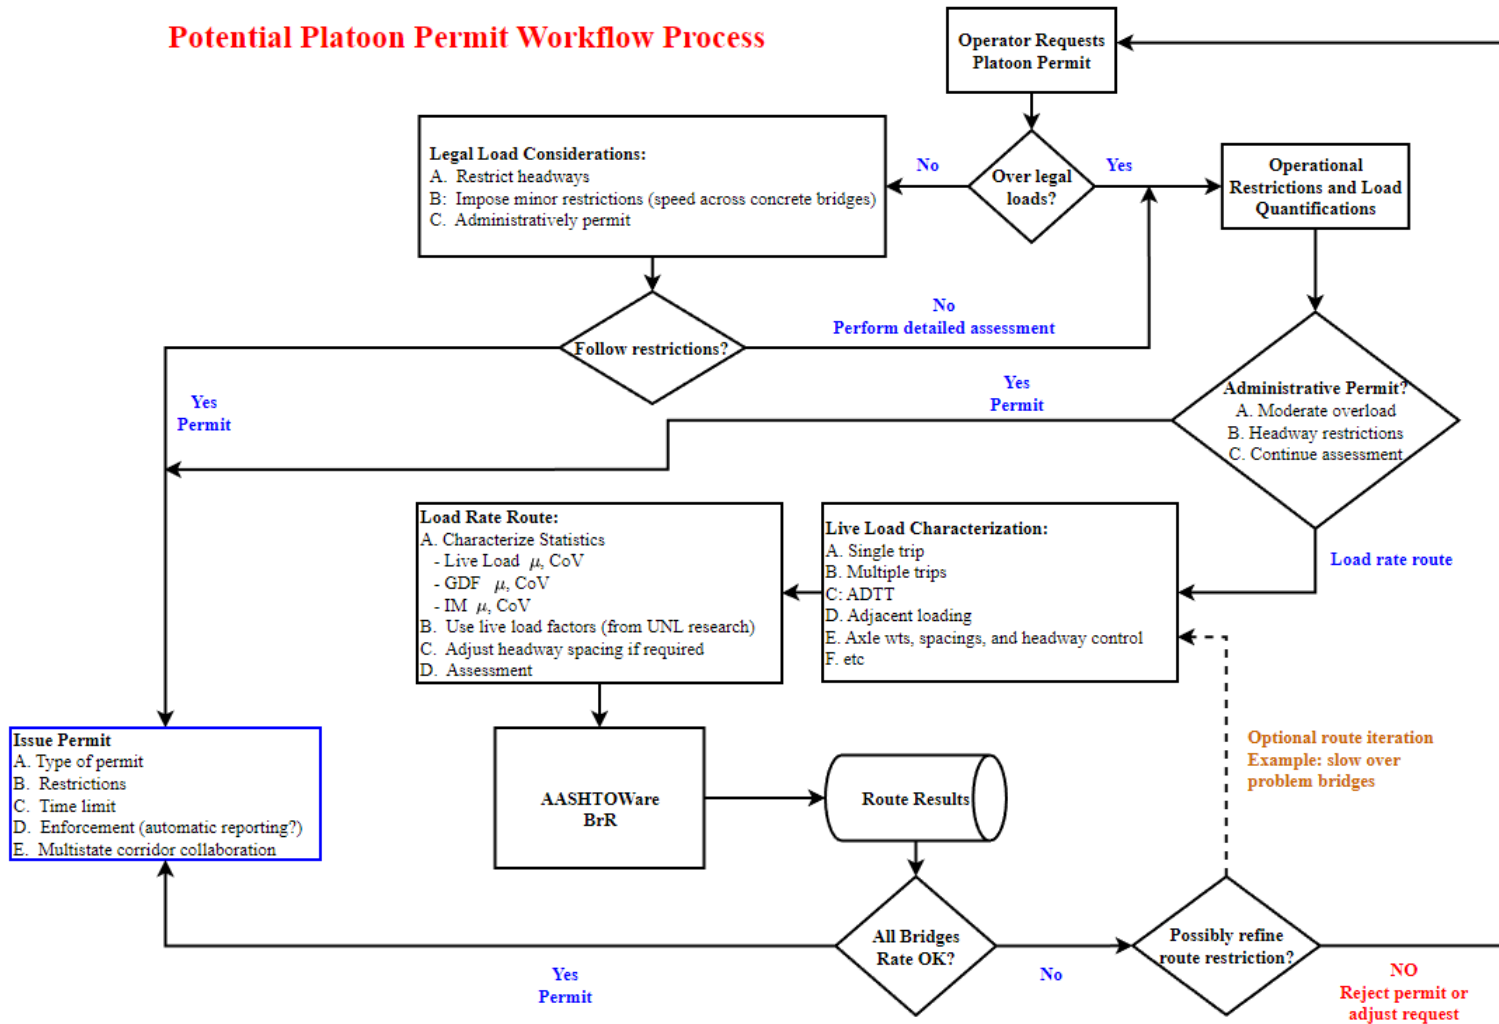 Potential Platoon Permit Workflow Process
Operator Requests
Platoon Permit
Legal Load Considerations:
A.  Restrict headways
B:  Impose minor restrictions (speed across concrete bridges)
C.  Administratively permit
No
Over legal
loads?
Yes
Operational
Restrictions and Load
Quantifications
Follow restrictions?
No
Perform detailed assessment
Yes
Permit
Yes
Permit
Administrative Permit?
A. Moderate overload
B. Headway restrictions
C. Continue assessment
Load rate route
Load Rate Route:
A. Characterize Statistics
- Live Load  μ, CoV
- GDF   μ, CoV
- IM  μ, CoV
B.  Use live load factors (from UNL research)
C.  Adjust headway spacing if required
D.  Assessment
Live Load Characterization:
A. Single trip
B. Multiple trips
C: ADTT
D. Adjacent loading
E. Axle wts, spacings, and headway control
F. etc
Issue Permit
A. Type of permit
B.  Restrictions
C.  Time limit
D.  Enforcement (automatic reporting?)
E.  Multistate corridor collaboration
AASHTOWare
BrR
Route Results
Optional route iteration
Example: slow over
problem bridges
All Bridges
Rate OK?
Yes
Permit
No
Possibly refine
route restriction?
NO
Reject permit or
adjust request